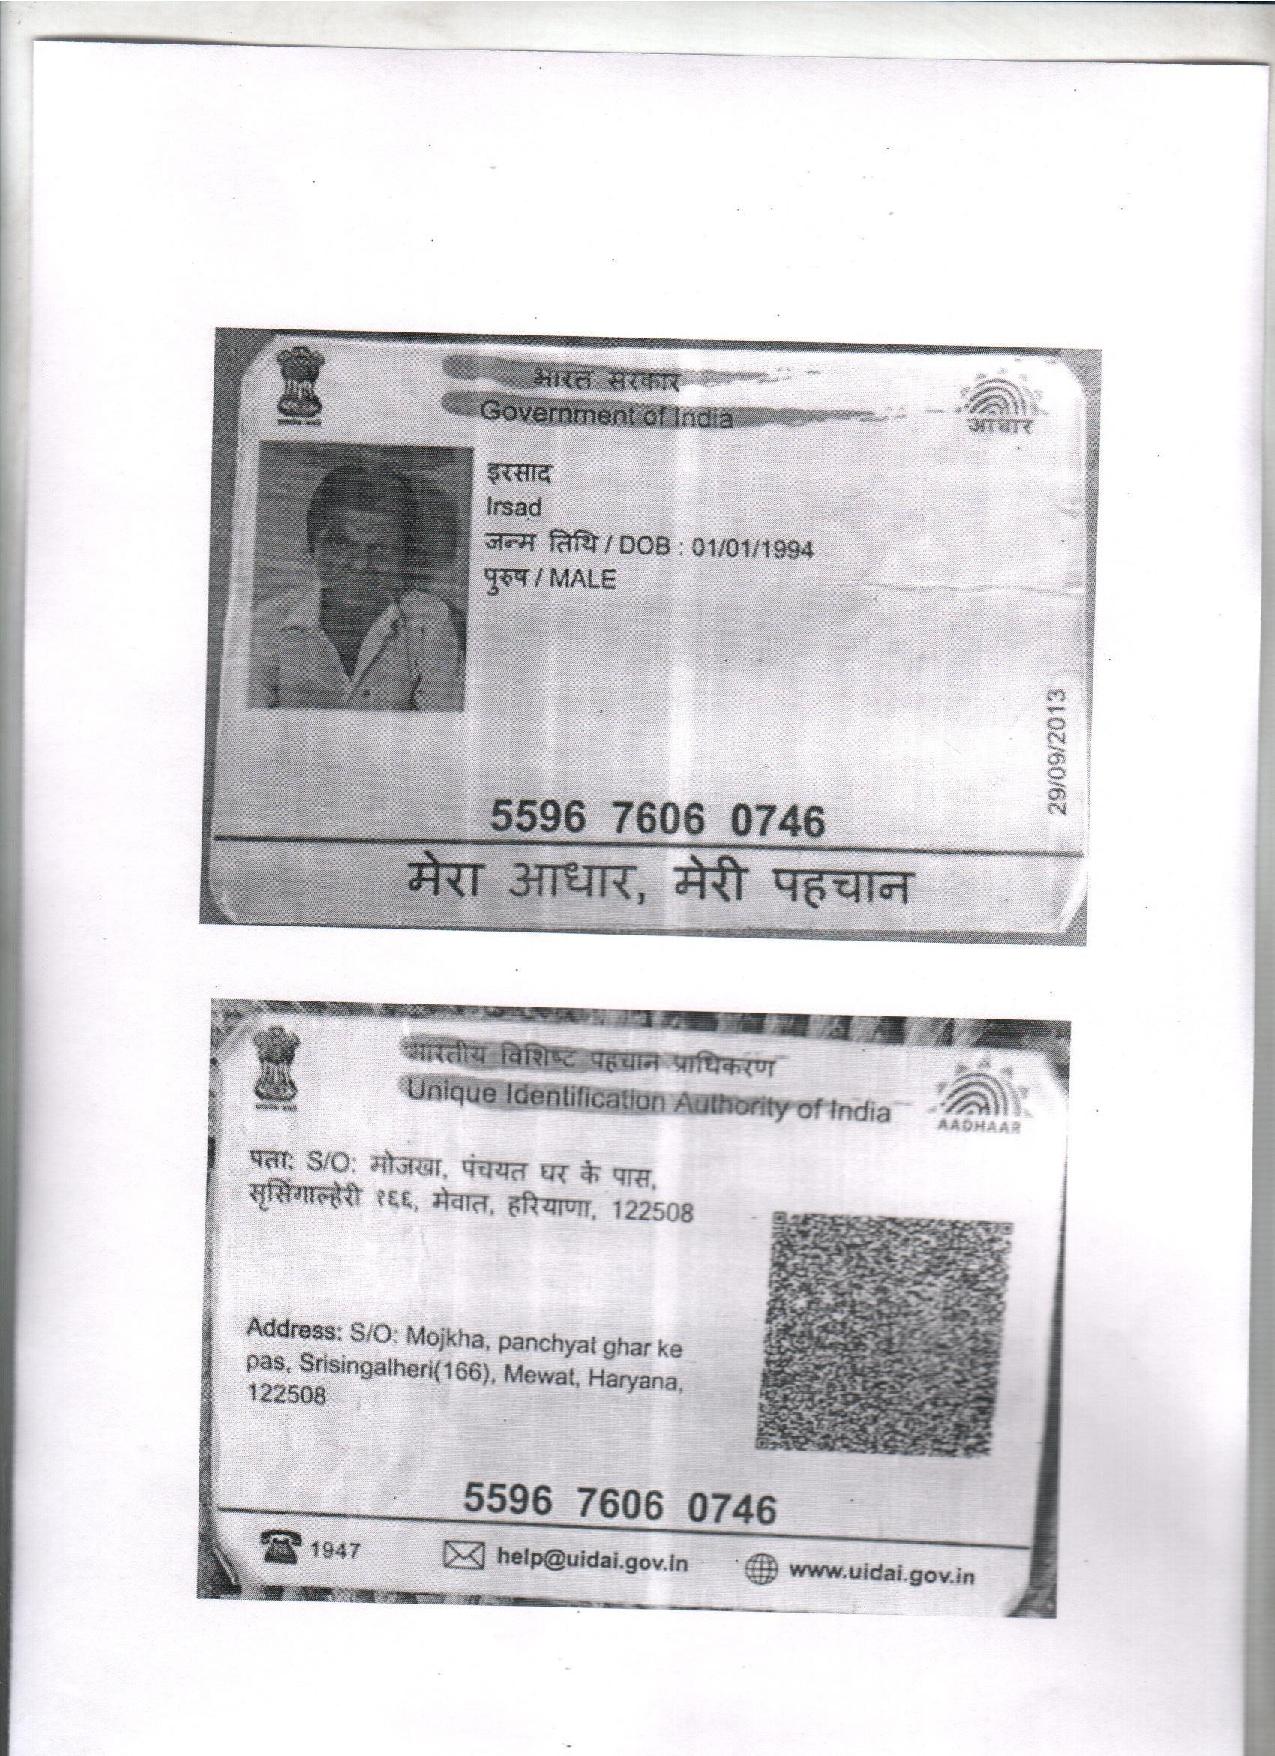 भारत सरकार
Government of India
आधार
इरसाद
Irsad
जन्म तिथि / DOB : 01/01/1994
पुरुष / MALE
29/09/2013
5596 7606 0746
मेरा आधार, मेरी पहचान
भारतीय विशिष्ट पहचान प्राधिकरण
Unique Identification Authority of India
AADHAAR
पता: S/O: मोजखा, पंचयत घर के पास,
सृसिंगाल्हेरी १६६, मेवात, हरियाणा, 122508
Address: S/O: Mojkha, panchyat ghar ke
pas, Srisingalheri(166), Mewat, Haryana,
122508
5596 7606 0746
1947
help@uidai.gov.in
www.uidai.gov.in